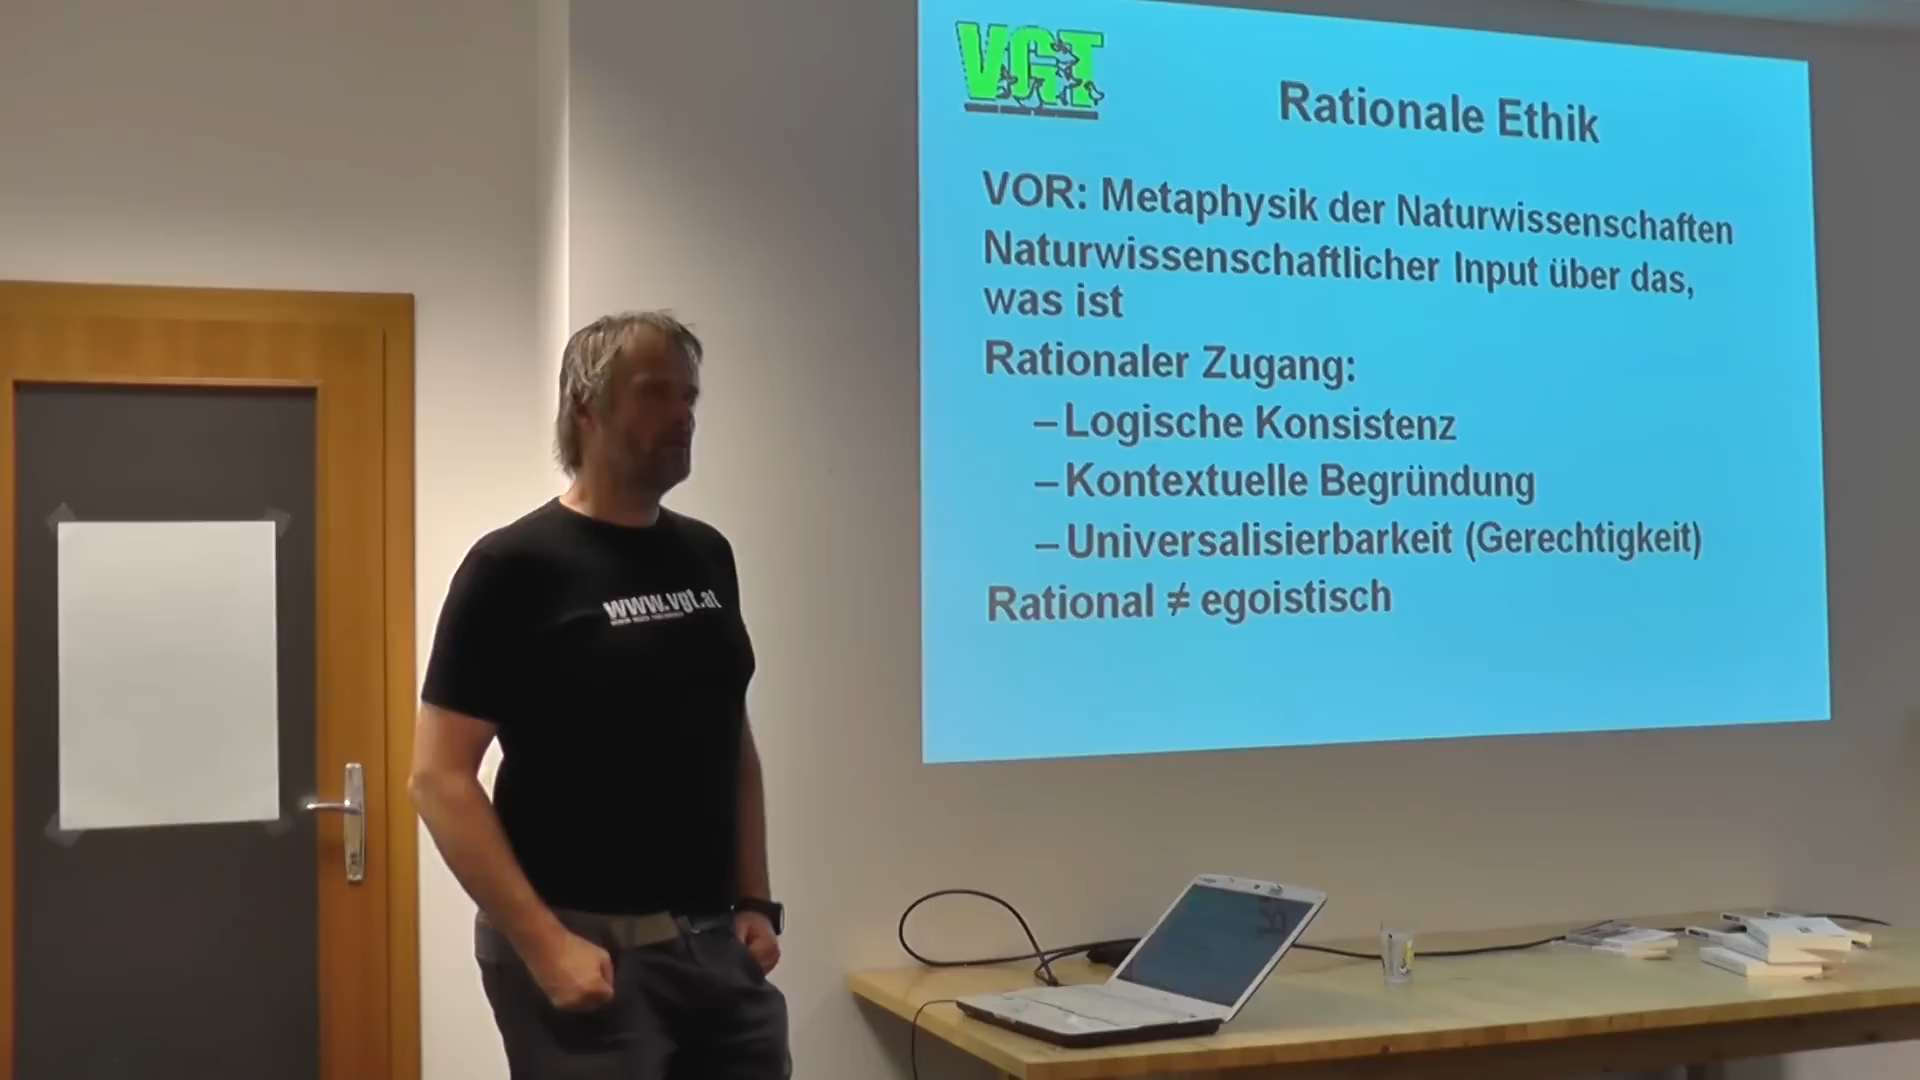 VGT
Rationale Ethik
VOR: Metaphysik der Naturwissenschaften
Naturwissenschaftlicher Input über das,
was ist
Rationaler Zugang:
– Logische Konsistenz
– Kontextuelle Begründung
– Universalisierbarkeit (Gerechtigkeit)
Rational ≠ egoistisch
www.vgt.at